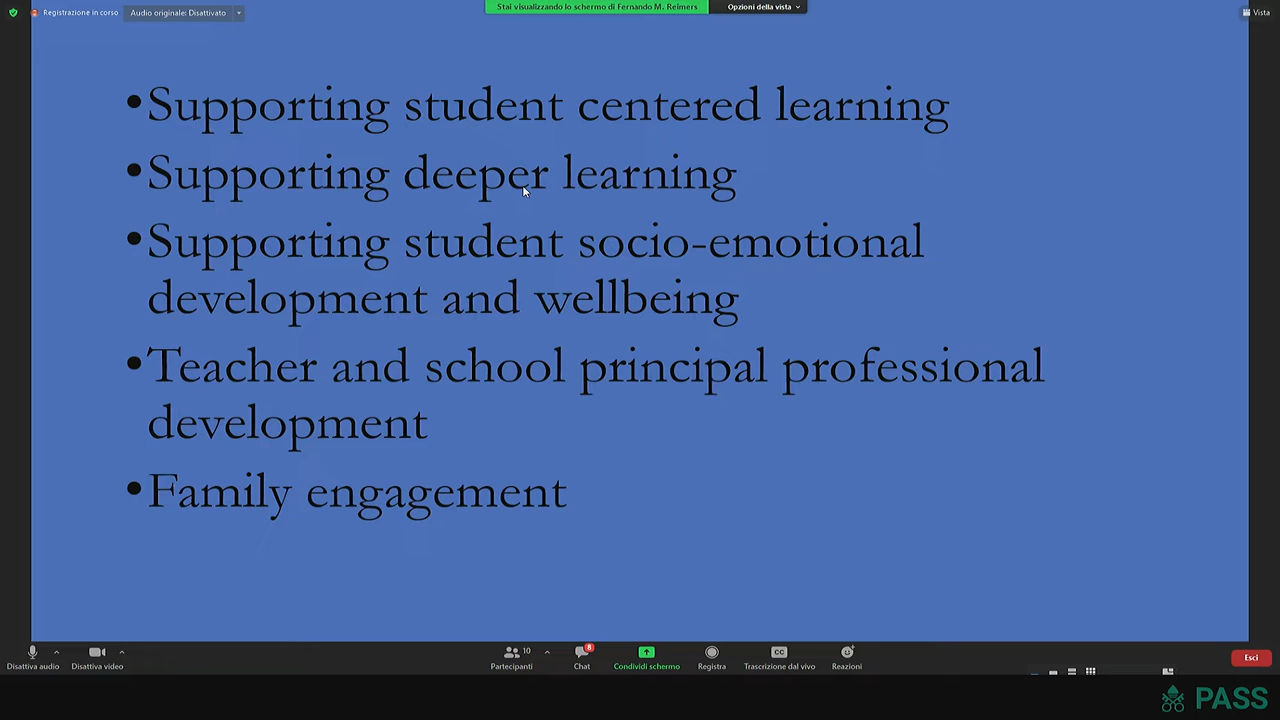 Registrazione in corso
Audio originale: Disattivato
Stai visualizzando lo schermo di Fernando M. Reimers
Opzioni della vista
Vista
•Supporting student centered learning
•Supporting deeper learning
•Supporting student socio-emotional
development and wellbeing
•Teacher and school principal professional
development
•Family engagement
Disattiva audio
Disattiva video
10
Partecipanti
8
Chat
Condividi schermo
Registra
CC
Trascrizione dal vivo
Reazioni
Esci
PASS